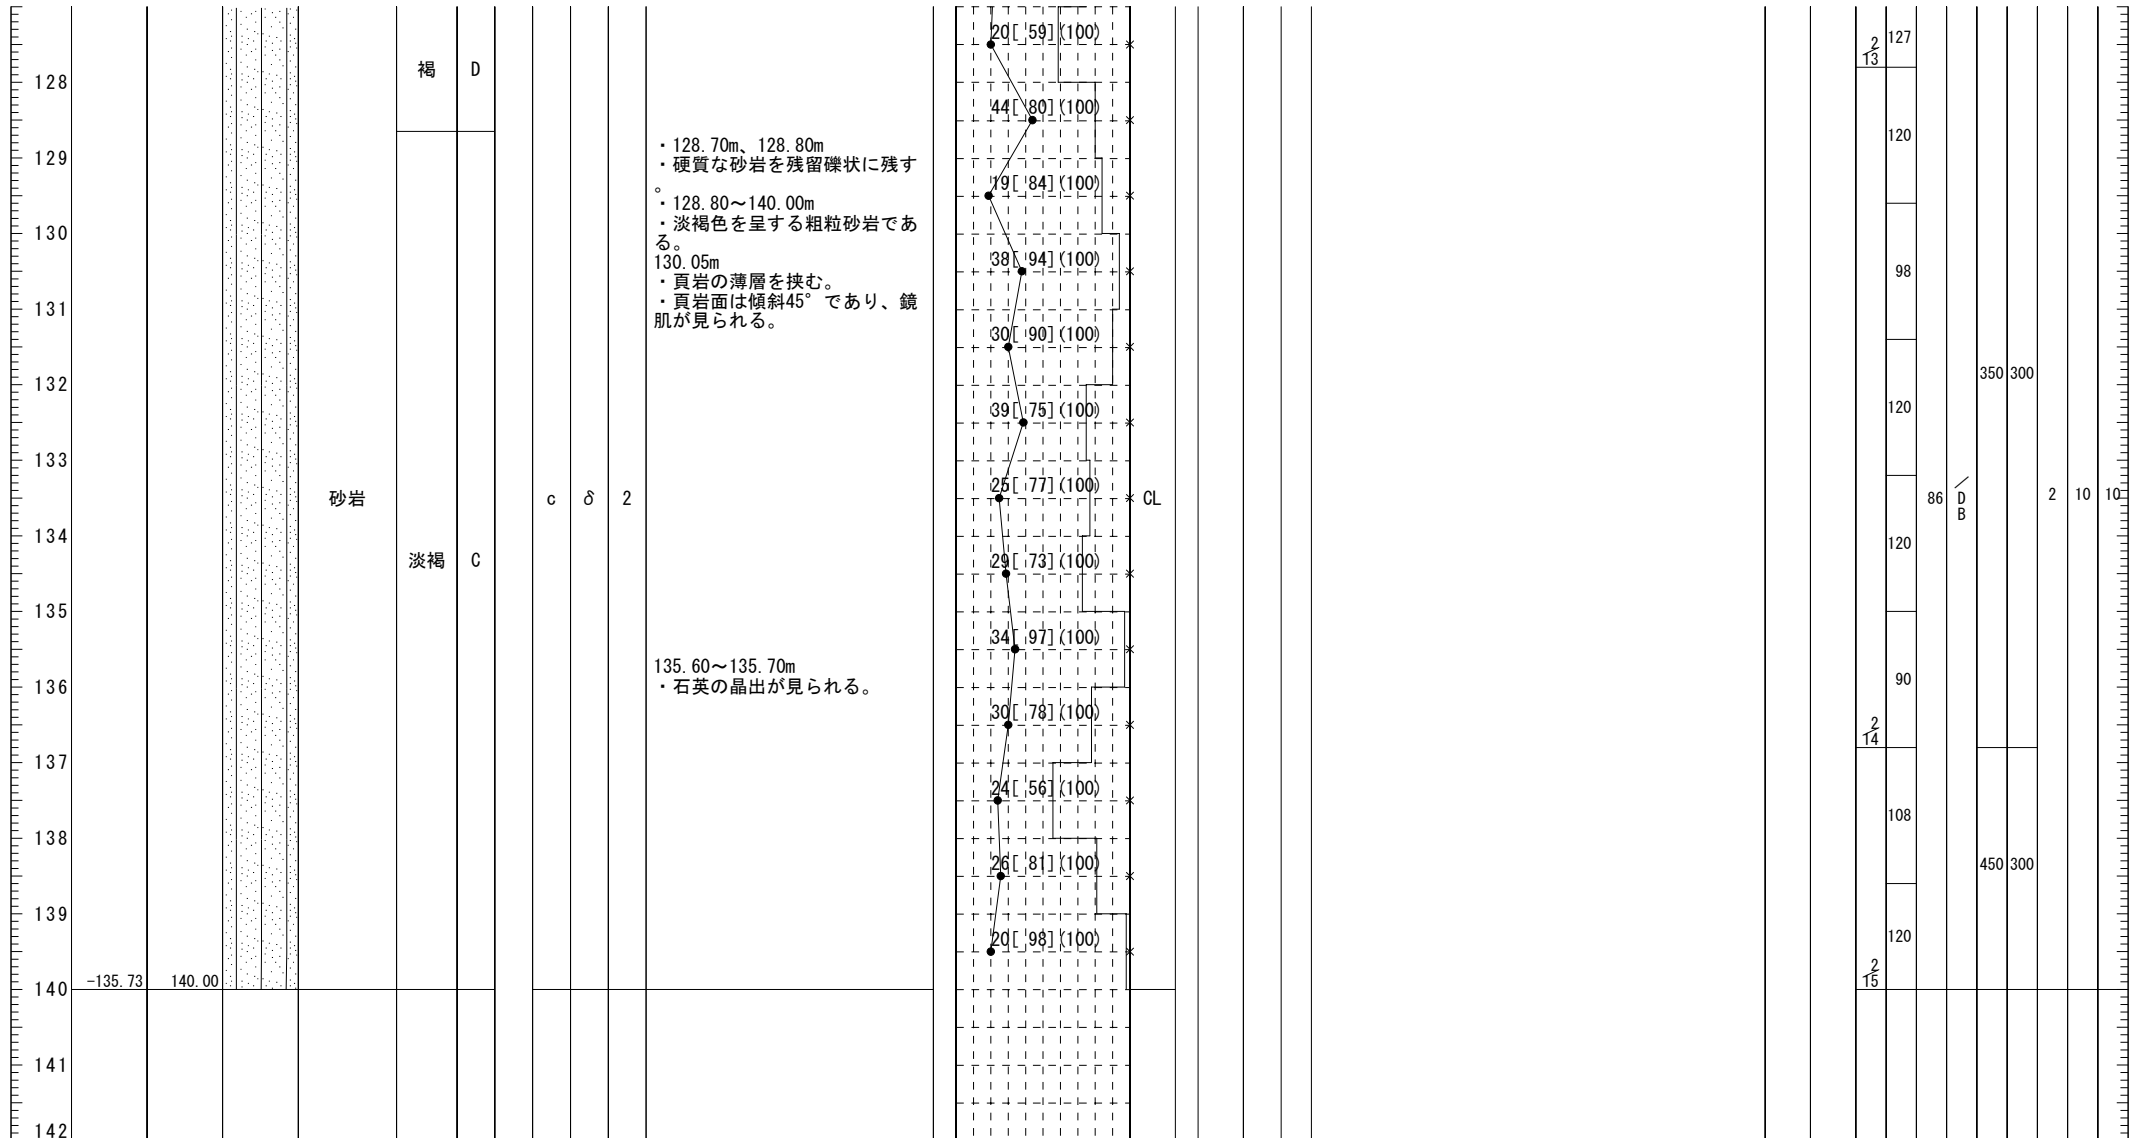 128
129
130
131
132
133
134
135
136
137
138
139
140
141
142
-135.73
140.00
砂岩
褐
D
淡褐
C
c
δ
2
・128.70m、128.80m
・硬質な砂岩を残留礫状に残す
。
・128.80～140.00m
・淡褐色を呈する粗粒砂岩であ
る。
130.05m
・頁岩の薄層を挟む。
・頁岩面は傾斜45°であり、鏡
肌が見られる。
135.60～135.70m
・石英の晶出が見られる。
20[ 59](100)
44[ 80](100)
19[ 84](100)
38[ 94](100)
30[ 90](100)
39[ 75](100)
25[ 77](100)
29[ 73](100)
34[ 97](100)
30[ 78](100)
24[ 56](100)
26[ 81](100)
20[ 98](100)
CL
2/13
2/14
2/15
127
120
98
120
120
90
108
120
86
／
D
B
350
300
450
300
2
10
10